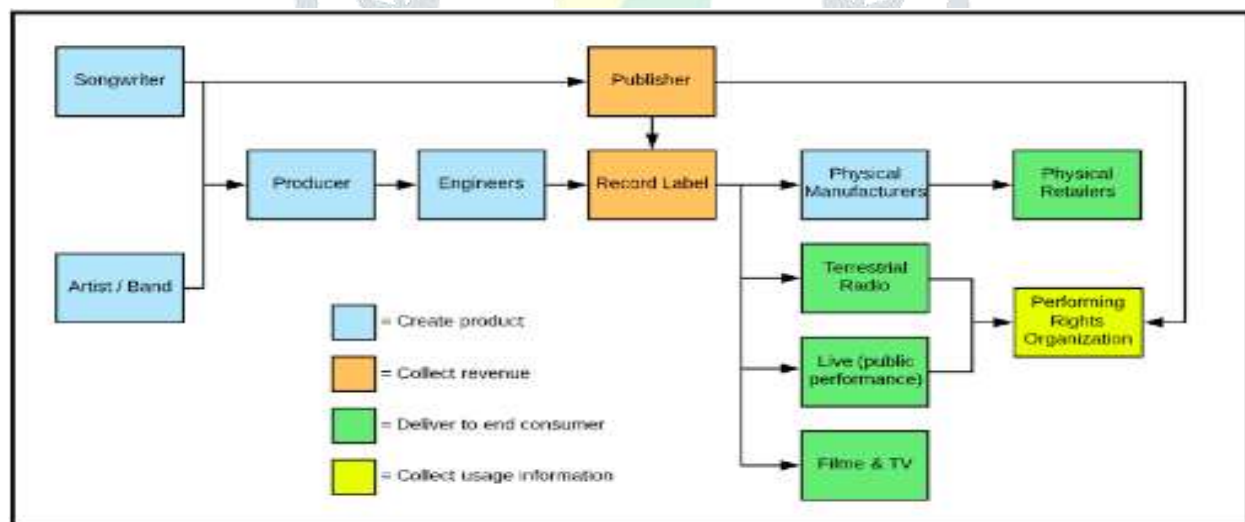 Songwriter
Publisher
Producer
Engineers
Record Label
Physical
Manufacturers
Physical
Retailers
Artist / Band
Terrestrial
Radio
Performing
Rights
Organization
= Create product
Live (public
performance)
= Collect revenue
= Deliver to end consumer
Filme & TV
= Collect usage information